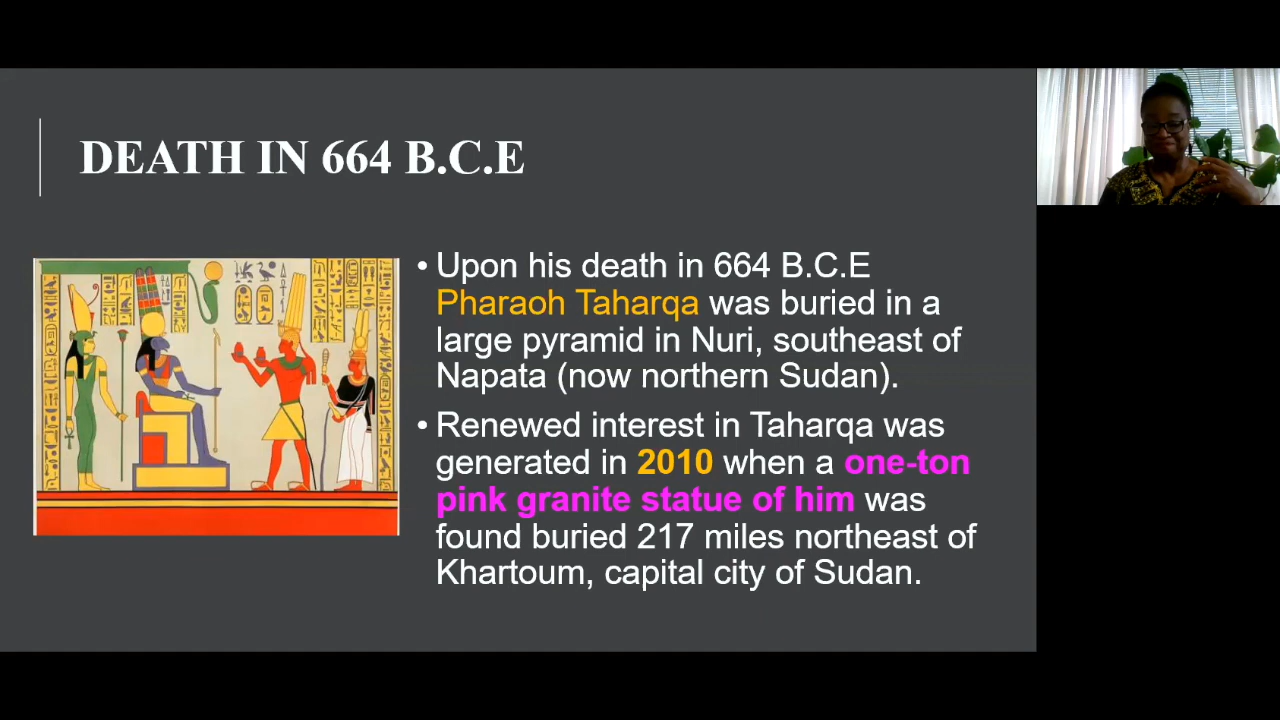 DEATH IN 664 B.C.E
• Upon his death in 664 B.C.E
Pharaoh Taharqa was buried in a
large pyramid in Nuri, southeast of
Napata (now northern Sudan).
• Renewed interest in Taharqa was
generated in 2010 when a one-ton
pink granite statue of him was
found buried 217 miles northeast of
Khartoum, capital city of Sudan.